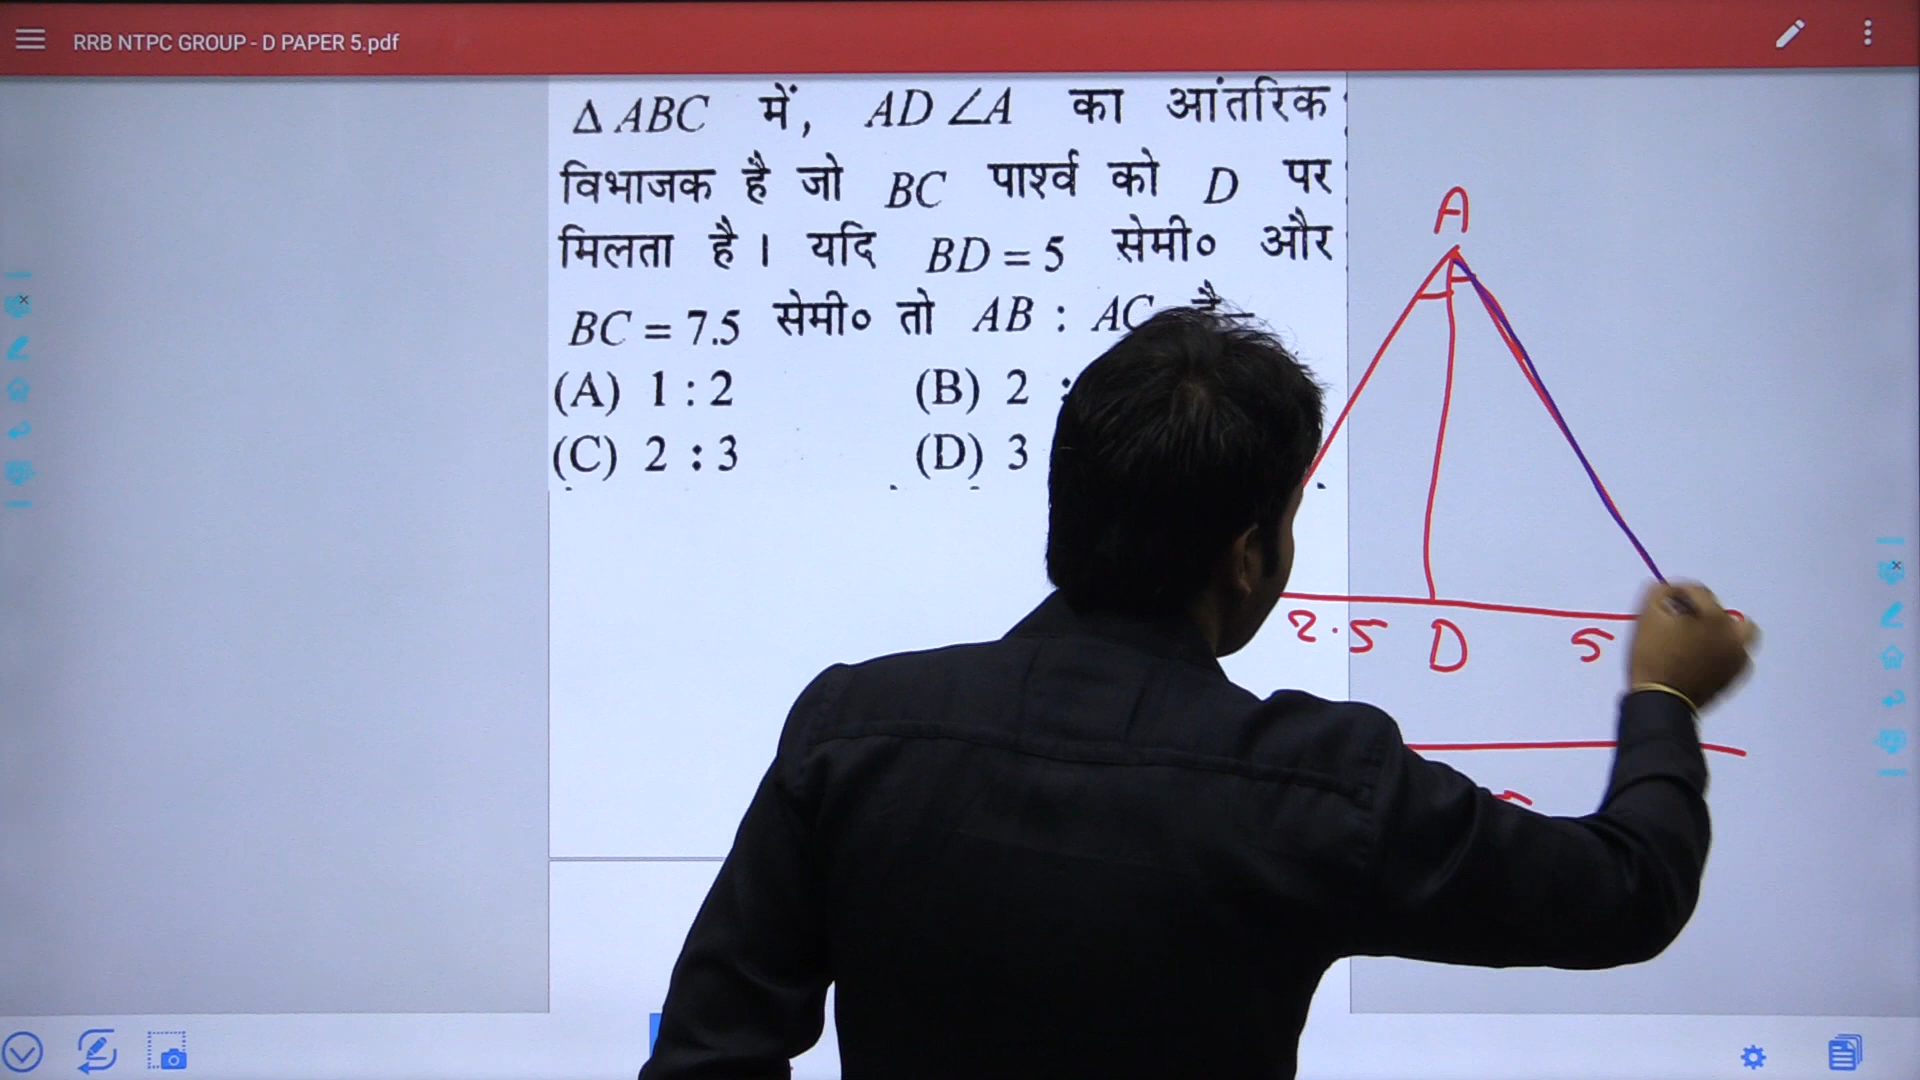 RRB NTPC GROUP - D PAPER 5.pdf
Δ ABC में, AD ∠A का आंतरिक
विभाजक है जो BC पार्श्व को D पर
मिलता है। यदि BD = 5 सेमी० और
BC = 7.5 सेमी० तो AB : AC है—
(A) 1 : 2 (B) 2 :
(C) 2 : 3 (D) 3
A
2.5 D 5